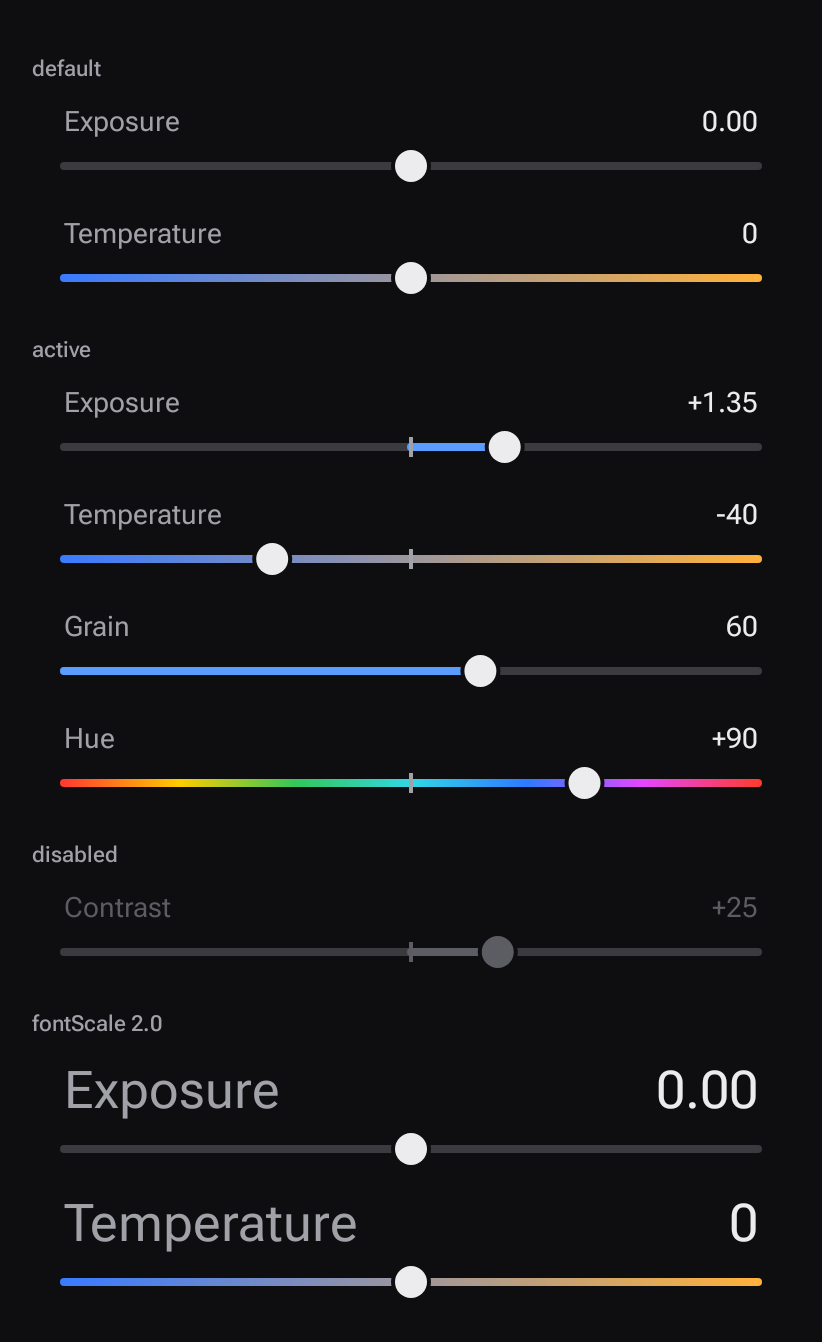 default
Exposure 0.00
Temperature 0
active
Exposure +1.35
Temperature -40
Grain 60
Hue +90
disabled
Contrast +25
fontScale 2.0
Exposure 0.00
Temperature 0